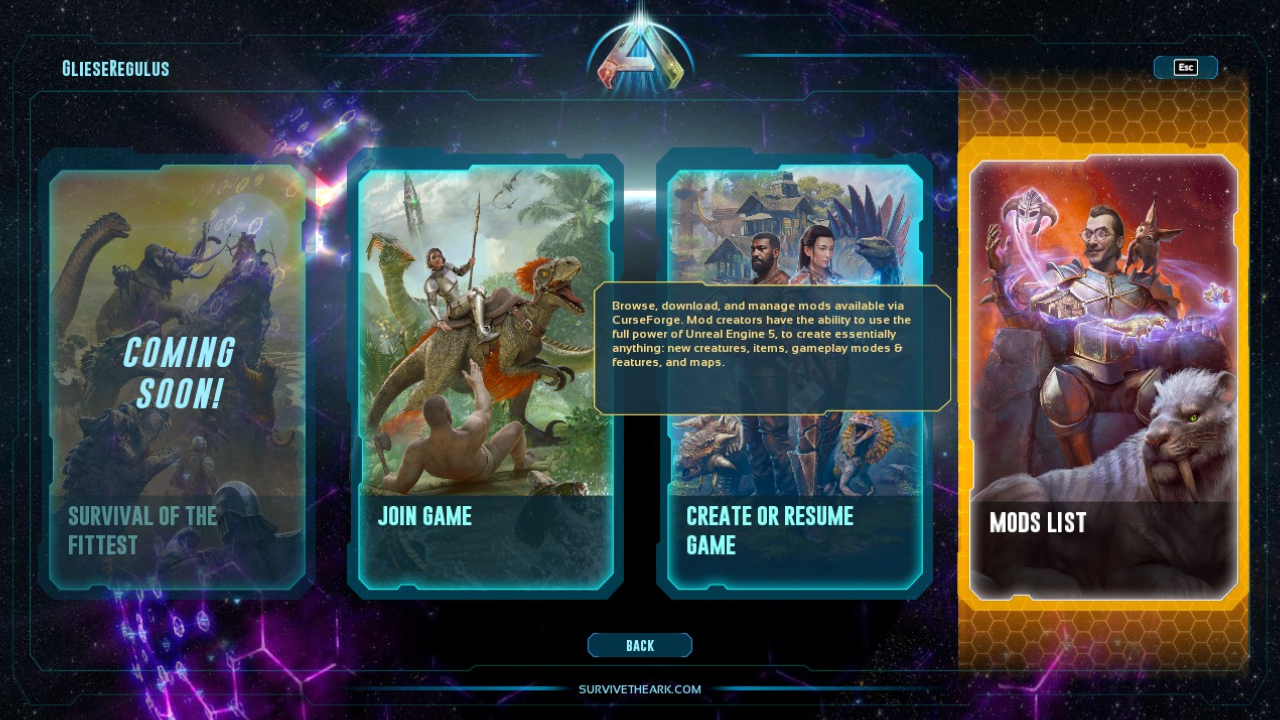 GlieseRegulus
Esc
COMING
SOON!
SURVIVAL OF THE
FITTEST
JOIN GAME
CREATE OR RESUME
GAME
Browse, download, and manage mods available via
CurseForge. Mod creators have the ability to use the
full power of Unreal Engine 5, to create essentially
anything: new creatures, items, gameplay modes &
features, and maps.
MODS LIST
BACK
SURVIVETHEARK.COM